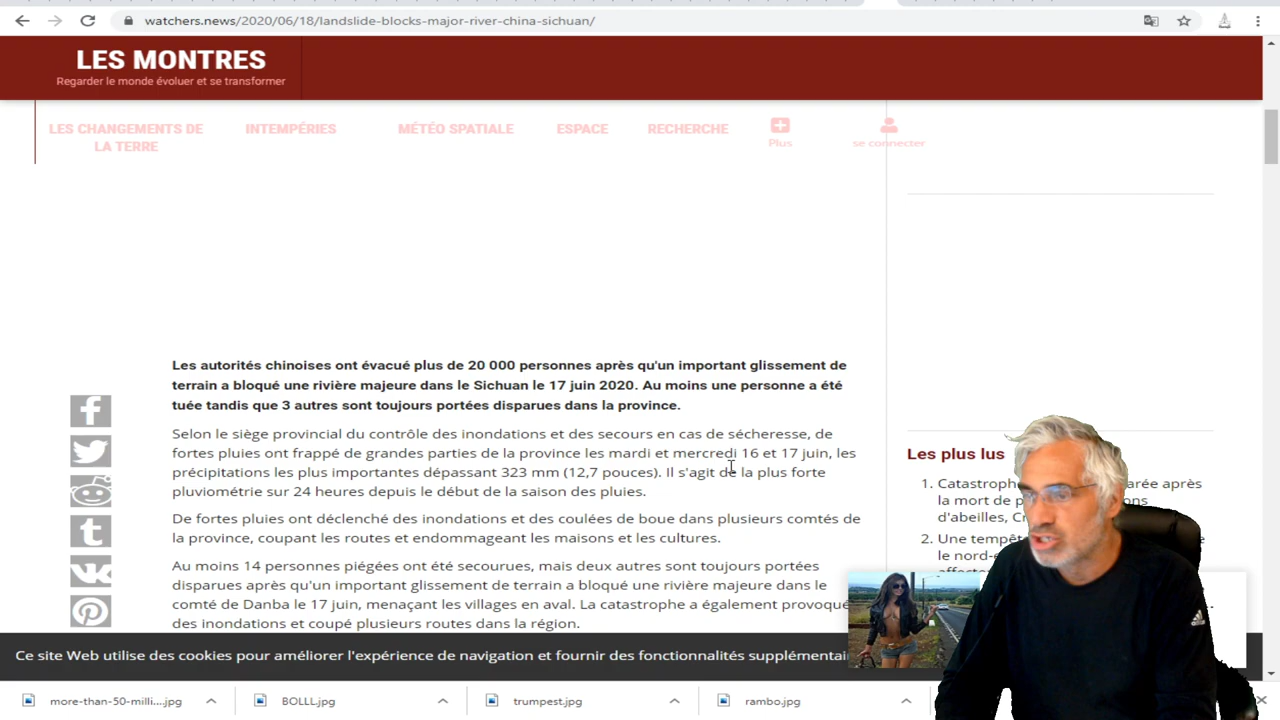 watchers.news/2020/06/18/landslide-blocks-major-river-china-sichuan/
LES MONTRES
Regarder le monde évoluer et se transformer
LES CHANGEMENTS DE
LA TERRE
INTEMPÉRIES
MÉTÉO SPATIALE
ESPACE
RECHERCHE
Plus
se connecter
Les autorités chinoises ont évacué plus de 20 000 personnes après qu'un important glissement de
terrain a bloqué une rivière majeure dans le Sichuan le 17 juin 2020. Au moins une personne a été
tuée tandis que 3 autres sont toujours portées disparues dans la province.
Selon le siège provincial du contrôle des inondations et des secours en cas de sécheresse, de
fortes pluies ont frappé de grandes parties de la province les mardi et mercredi 16 et 17 juin, les
précipitations les plus importantes dépassant 323 mm (12,7 pouces). Il s'agit de la plus forte
pluviométrie sur 24 heures depuis le début de la saison des pluies.
De fortes pluies ont déclenché des inondations et des coulées de boue dans plusieurs comtés de
la province, coupant les routes et endommageant les maisons et les cultures.
Au moins 14 personnes piégées ont été secourues, mais deux autres sont toujours portées
disparues après qu'un important glissement de terrain a bloqué une rivière majeure dans le
comté de Danba le 17 juin, menaçant les villages en aval. La catastrophe a également provoqué
des inondations et coupé plusieurs routes dans la région.
Les plus lus
1. Catastrophe après
la mort de
d'abeilles,
2. Une tempêt
le
Ce site Web utilise des cookies pour améliorer l'expérience de navigation et fournir des fonctionnalités
more-than-50-milli....jpg
BOLLL.jpg
trumpest.jpg
rambo.jpg